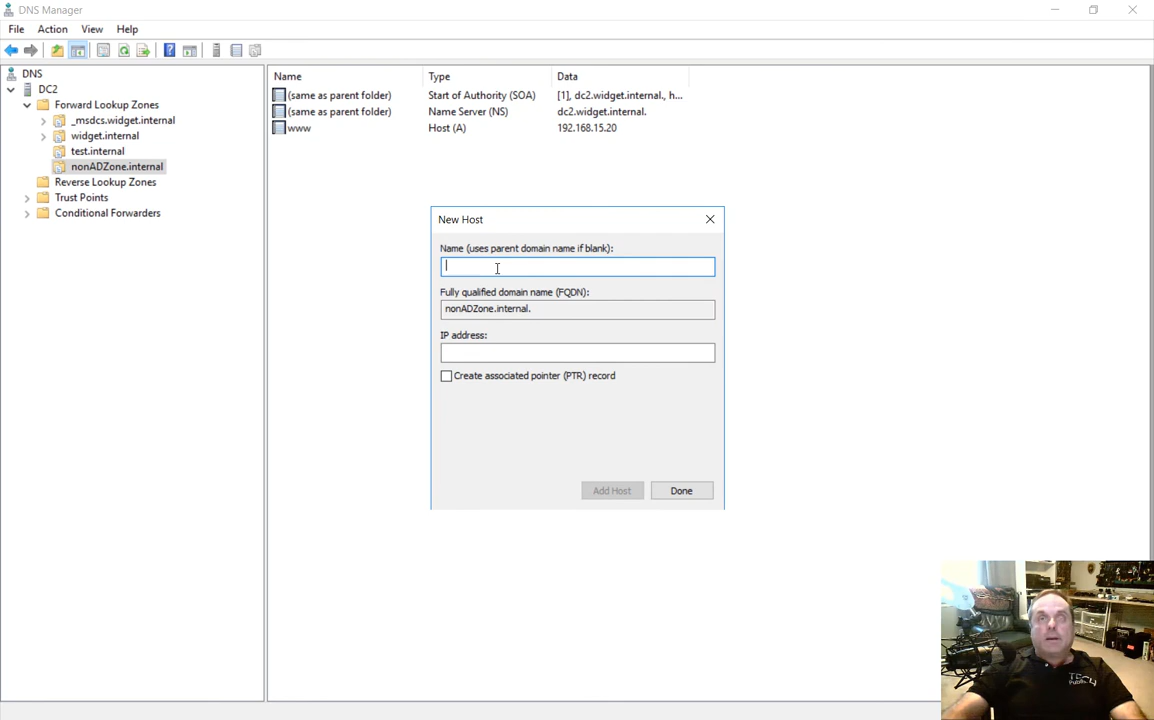 DNS Manager
File Action View Help
DNS
DC2
Forward Lookup Zones
_msdcs.widget.internal
widget.internal
test.internal
nonADZone.internal
Reverse Lookup Zones
Trust Points
Conditional Forwarders
Name Type Data
(same as parent folder) Start of Authority (SOA) [1], dc2.widget.internal., h...
(same as parent folder) Name Server (NS) dc2.widget.internal.
www Host (A) 192.168.15.20
New Host
Name (uses parent domain name if blank):
Fully qualified domain name (FQDN):
nonADZone.internal.
IP address:
Create associated pointer (PTR) record
Add Host Done